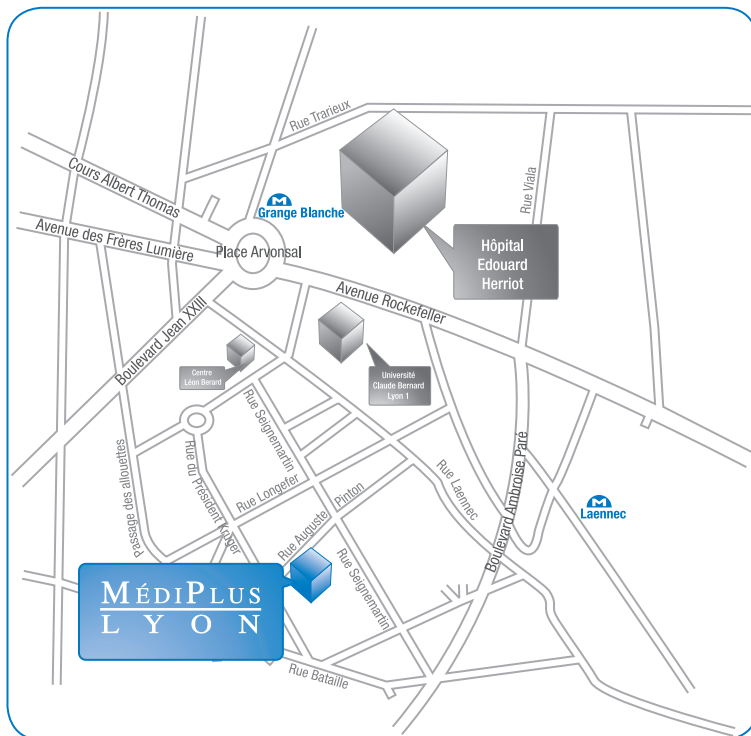 Rue Trarieux
Cours Albert Thomas
Rue Viala
M
Grange Blanche
Avenue des Frères Lumière
Place Arvonsal
Hôpital
Edouard
Herriot
Avenue Rockefeller
Boulevard Jean XXIII
Centre
Léon Berard
Université
Claude Bernard
Lyon 1
Rue Seignemartin
Boulevard Ambroise Paré
Passage des allouettes
Rue du Président Kruger
Rue Longefer
Rue Laennec
Rue Auguste Pinton
M
Laennec
Rue Seignemartin
MÉDIPLUS
LYON
Rue Bataille